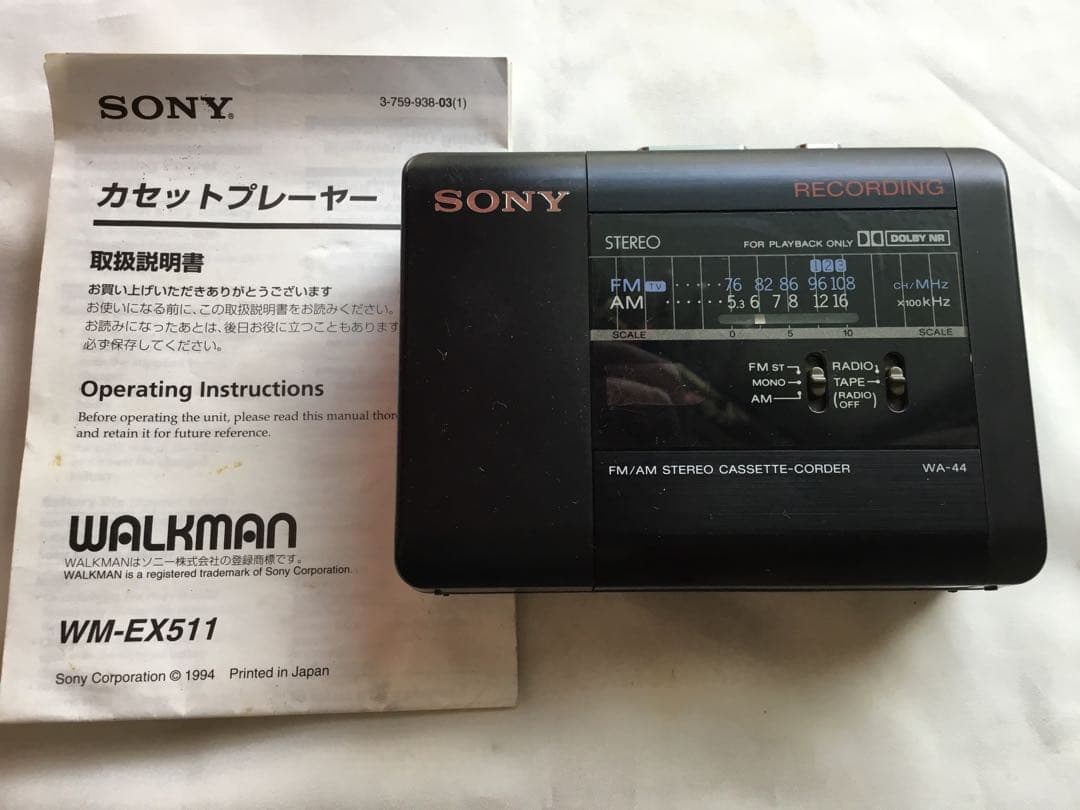 SONY®
3-759-938-03(1)
カセットプレーヤー
取扱説明書
お買い上げいただきありがとうございます
お使いになる前に、この取扱説明書をお読みください。
お読みになったあとは、後日お役に立つこともあります
必ず保存してください。
Operating Instructions
Before operating the unit, please read this manual
and retain it for future reference.
WALKMAN
WALKMANはソニー株式会社の登録商標です。
WALKMAN is a registered trademark of Sony Corporation.
WM-EX511
Sony Corporation © 1994 Printed in Japan
SONY
RECORDING
STEREO
FOR PLAYBACK ONLY DOLBY NR
1 2 3
FM TV 76 82 86 96 108 CH/MHz
AM 5.3 6 7 8 12 16 ×100kHz
SCALE 0 5 10 SCALE
FM ST
MONO
AM
RADIO
TAPE
(RADIO OFF)
FM/AM STEREO CASSETTE-CORDER
WA-44